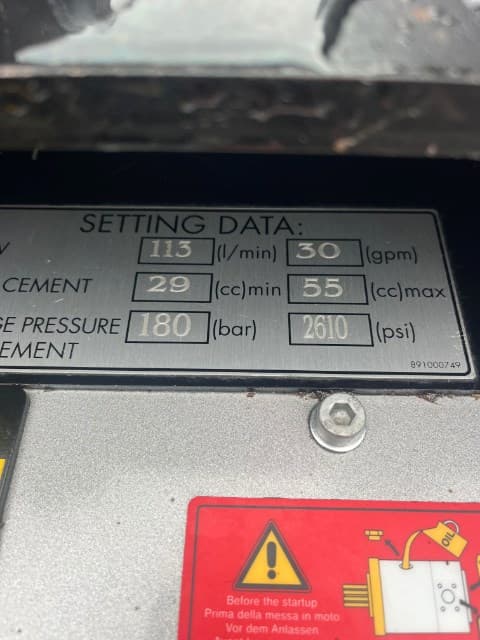 SETTING DATA:
113 (l/min) 30 (gpm)
CEMENT 29 (cc)min 55 (cc)max
GE PRESSURE 180 (bar) 2610 (psi)
EMENT
891000749
OIL
Before the startup
Prima della messa in moto
Vor dem Anlassen